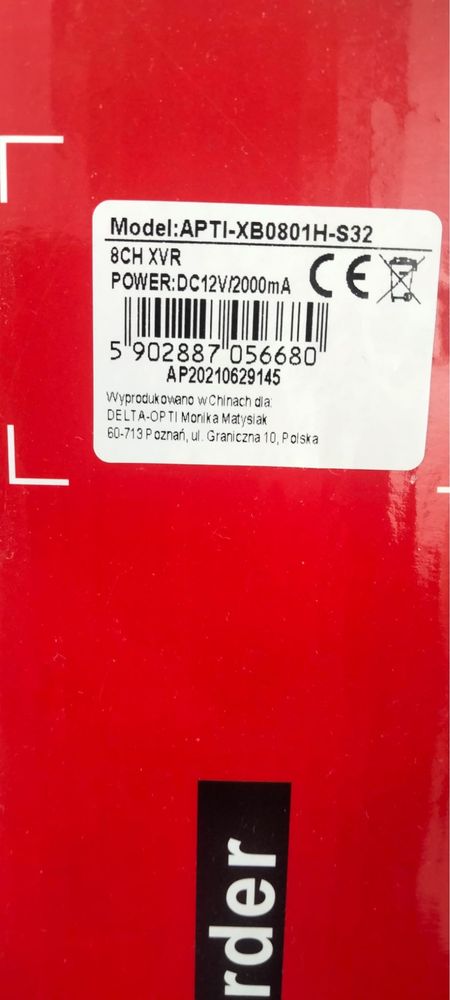 Model:APTI-XB0801H-S32
8CH XVR
POWER:DC12V/2000mA
CE
5 902887 056680
AP20210629145
Wyprodukowano w Chinach dla:
DELTA-OPTI Monika Matysiak
60-713 Poznań, ul. Graniczna 10, Polska
rder